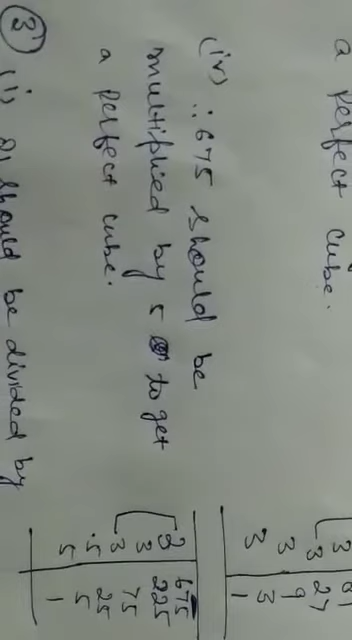 a perfect cube.
3 81
3 27
3 9
3 3
1
(iv) ∴ 675 should be
multiplied by 5 to get
a perfect cube.
3 675
3 225
3 75
5 25
5 5
1
③
(i) 81 should be divided by